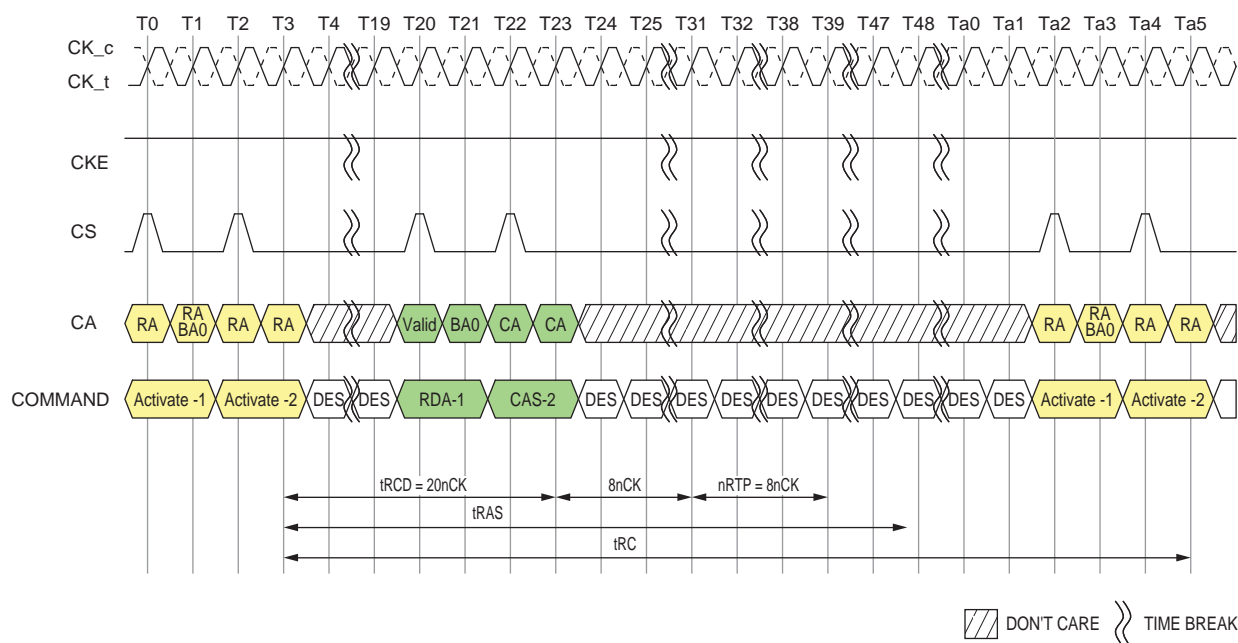 T0 T1 T2 T3 T4 T19 T20 T21 T22 T23 T24 T25 T31 T32 T38 T39 T47 T48 Ta0 Ta1 Ta2 Ta3 Ta4 Ta5
CK_c
CK_t
CKE
CS
CA RA RA BA0 RA RA Valid BA0 CA CA RA RA BA0 RA RA
COMMAND Activate -1 Activate -2 DES DES RDA-1 CAS-2 DES DES DES DES DES DES DES DES DES DES Activate -1 Activate -2
tRCD = 20nCK 8nCK nRTP = 8nCK
tRAS
tRC
DON'T CARE TIME BREAK